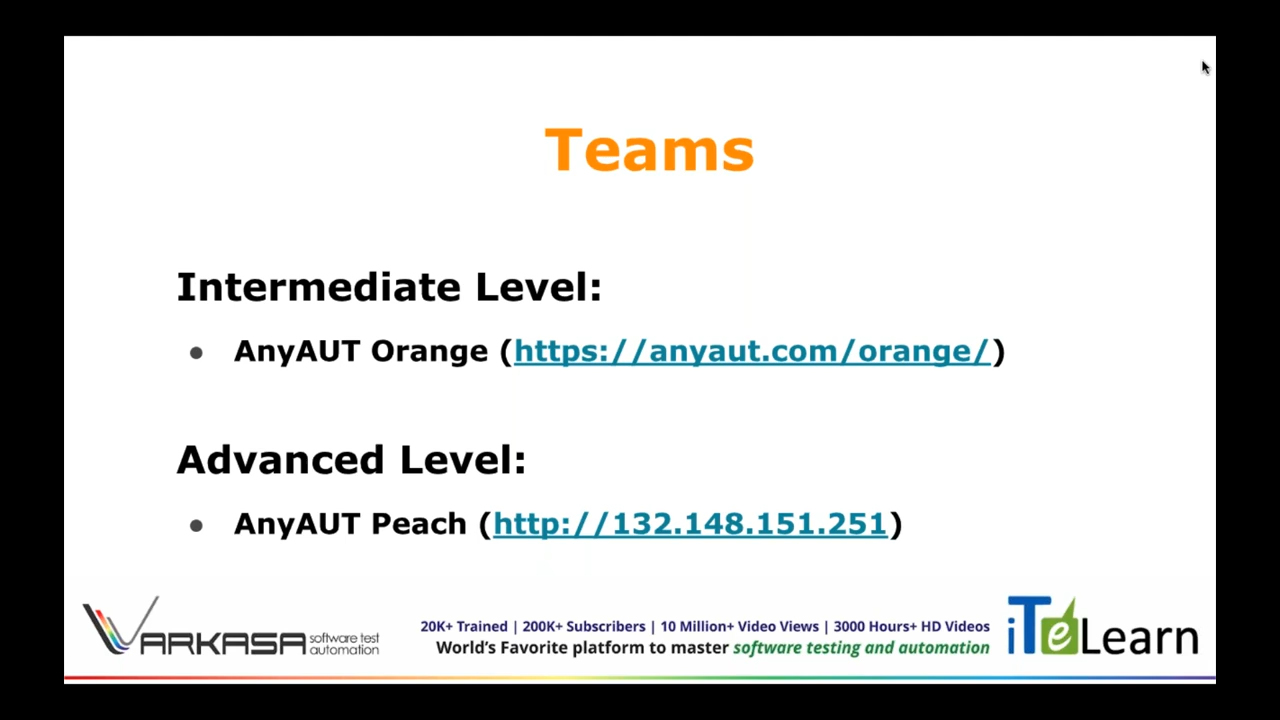 Teams
Intermediate Level:
● AnyAUT Orange (https://anyaut.com/orange/)
Advanced Level:
● AnyAUT Peach (http://132.148.151.251)
VARKASA software test automation
20K+ Trained | 200K+ Subscribers | 10 Million+ Video Views | 3000 Hours+ HD Videos
World's Favorite platform to master software testing and automation
iTeLearn